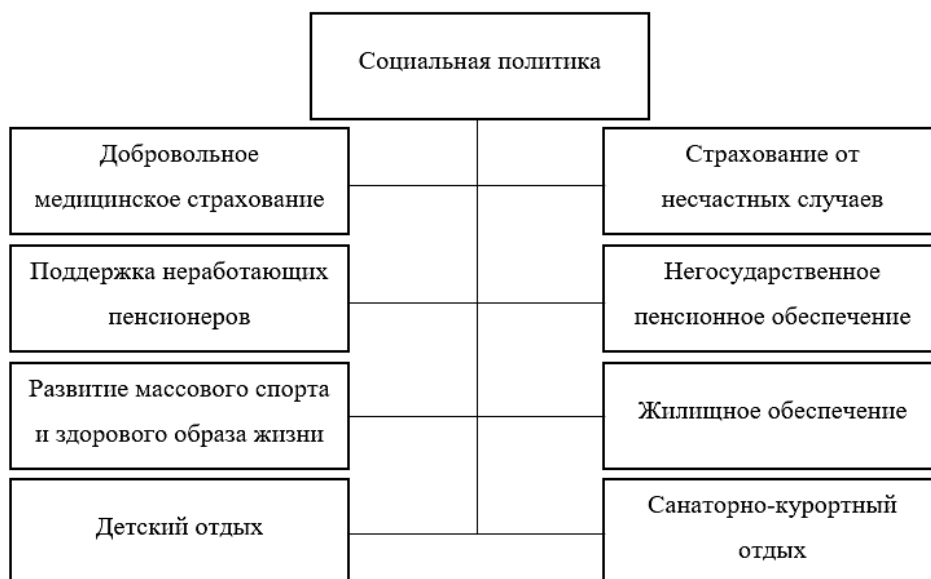 Социальная политика
Добровольное
медицинское страхование
Страхование от
несчастных случаев
Поддержка неработающих
пенсионеров
Негосударственное
пенсионное обеспечение
Развитие массового спорта
и здорового образа жизни
Жилищное обеспечение
Детский отдых
Санаторно-курортный
отдых